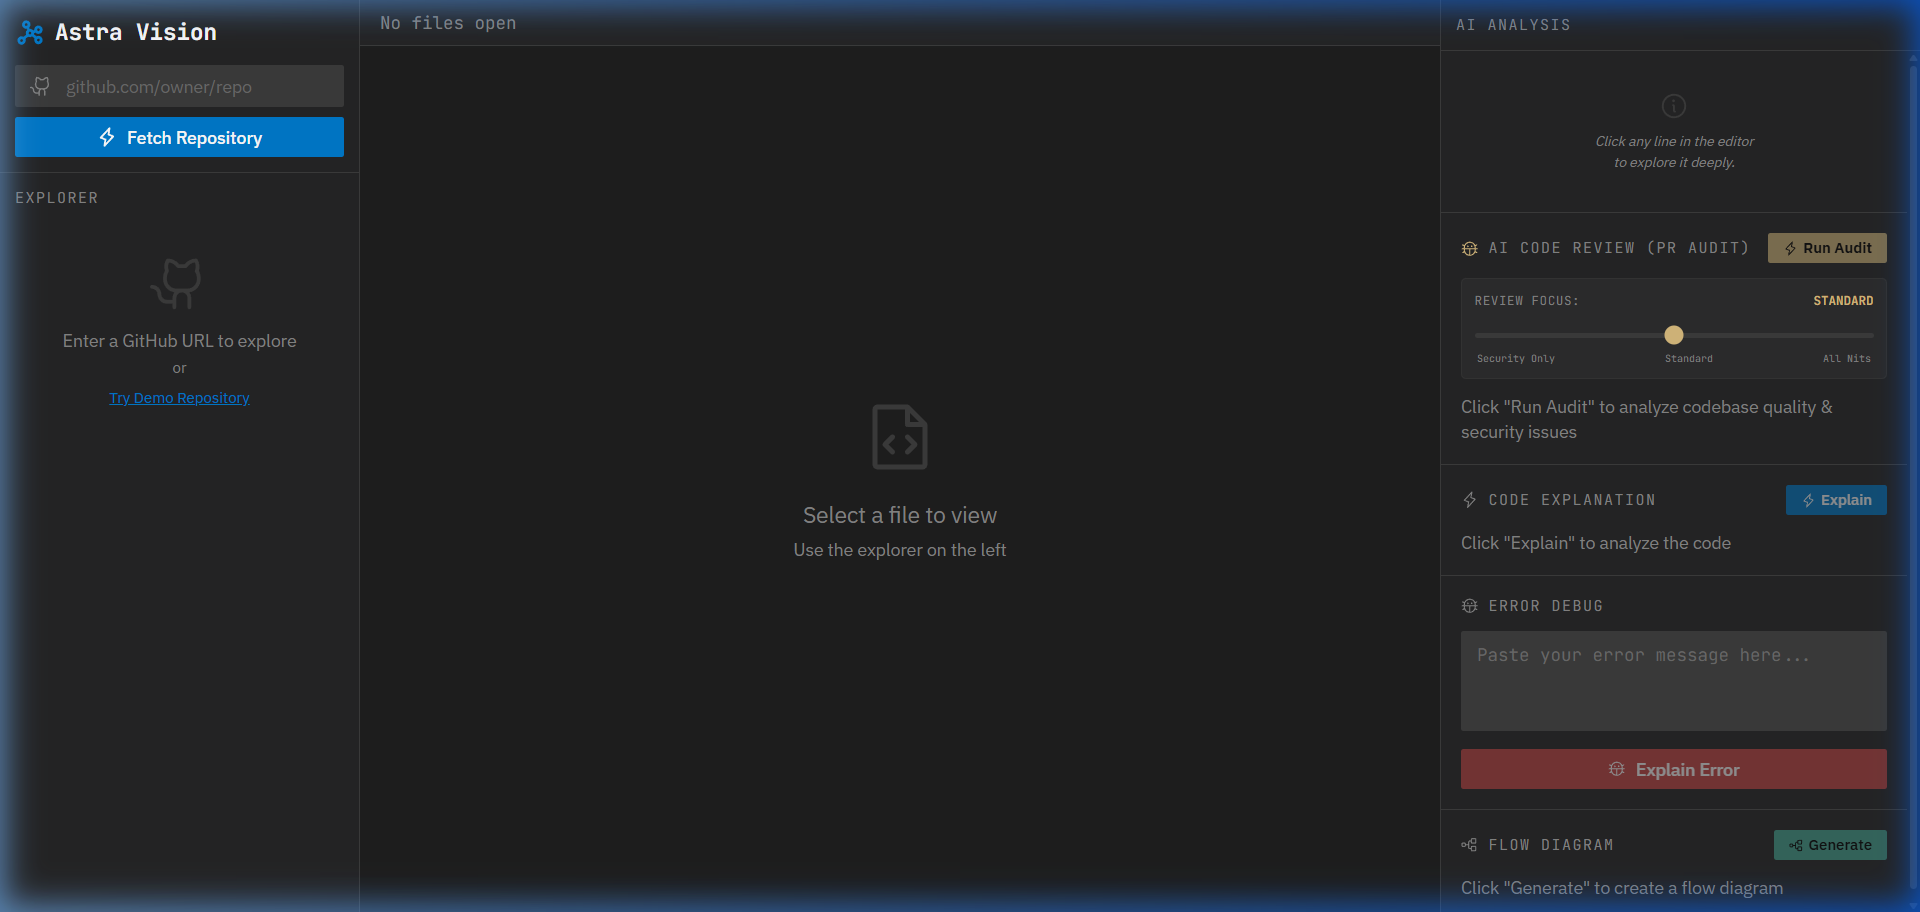 Astra Vision
github.com/owner/repo
Fetch Repository
EXPLORER
Enter a GitHub URL to explore
or
Try Demo Repository
No files open
Select a file to view
Use the explorer on the left
AI ANALYSIS
Click any line in the editor
to explore it deeply.
AI CODE REVIEW (PR AUDIT)
Run Audit
REVIEW FOCUS:
STANDARD
Security Only
Standard
All Nits
Click "Run Audit" to analyze codebase quality &
security issues
CODE EXPLANATION
Explain
Click "Explain" to analyze the code
ERROR DEBUG
Paste your error message here...
Explain Error
FLOW DIAGRAM
Generate
Click "Generate" to create a flow diagram